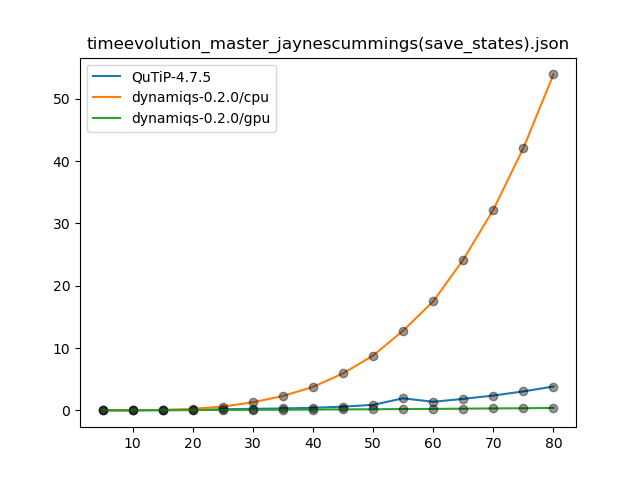 timeevolution_master_jaynescummings(save_states).json
QuTiP-4.7.5
dynamiqs-0.2.0/cpu
dynamiqs-0.2.0/gpu
50
40
30
20
10
0
10 20 30 40 50 60 70 80